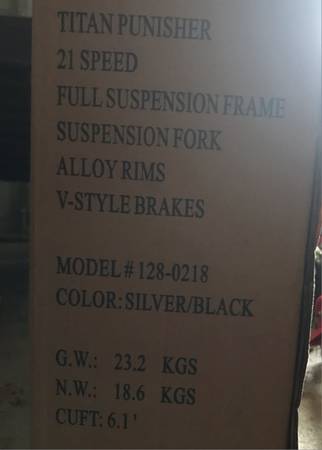 TITAN PUNISHER
21 SPEED
FULL SUSPENSION FRAME
SUSPENSION FORK
ALLOY RIMS
V-STYLE BRAKES
MODEL # 128-0218
COLOR: SILVER/BLACK
G.W.: 23.2 KGS
N.W.: 18.6 KGS
CUFT: 6.1'